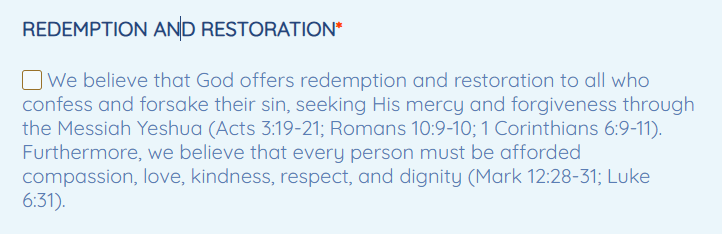 REDEMPTION AND RESTORATION*
We believe that God offers redemption and restoration to all who
confess and forsake their sin, seeking His mercy and forgiveness through
the Messiah Yeshua (Acts 3:19-21; Romans 10:9-10; 1 Corinthians 6:9-11).
Furthermore, we believe that every person must be afforded
compassion, love, kindness, respect, and dignity (Mark 12:28-31; Luke
6:31).